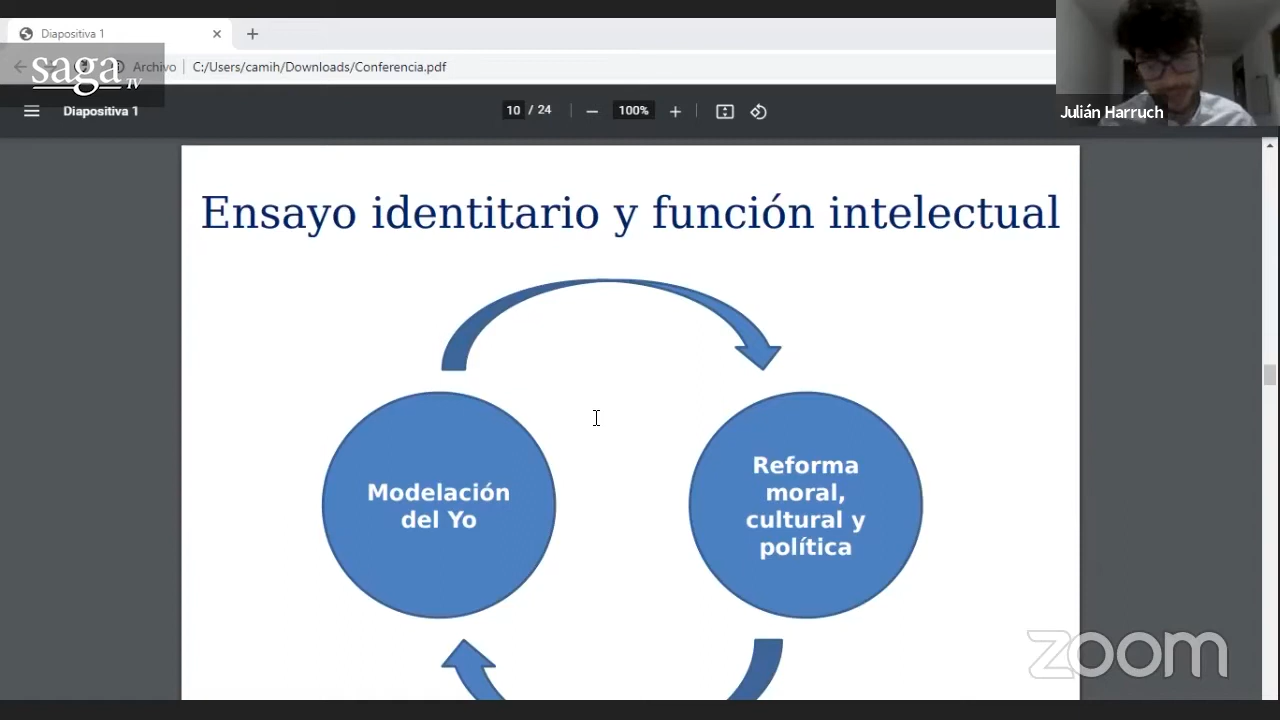 Diapositiva 1
saga TV
Archivo
C:/Users/camih/Downloads/Conferencia.pdf
Diapositiva 1
10 / 24
100%
Julián Harruch
Ensayo identitario y función intelectual
Modelación
del Yo
Reforma
moral,
cultural y
política
zoom